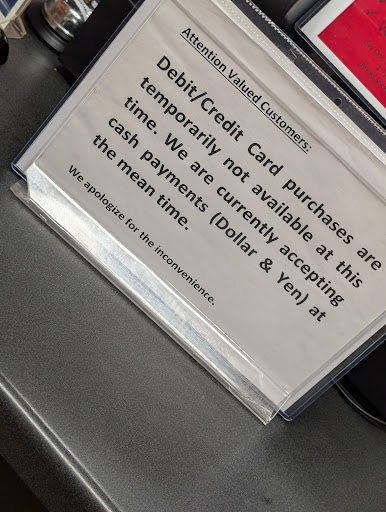 Attention Valued Customers:
Debit/Credit Card purchases are
temporarily not available at this
time. We are currently accepting
cash payments (Dollar & Yen) at
the mean time.
We apologize for the inconvenience.